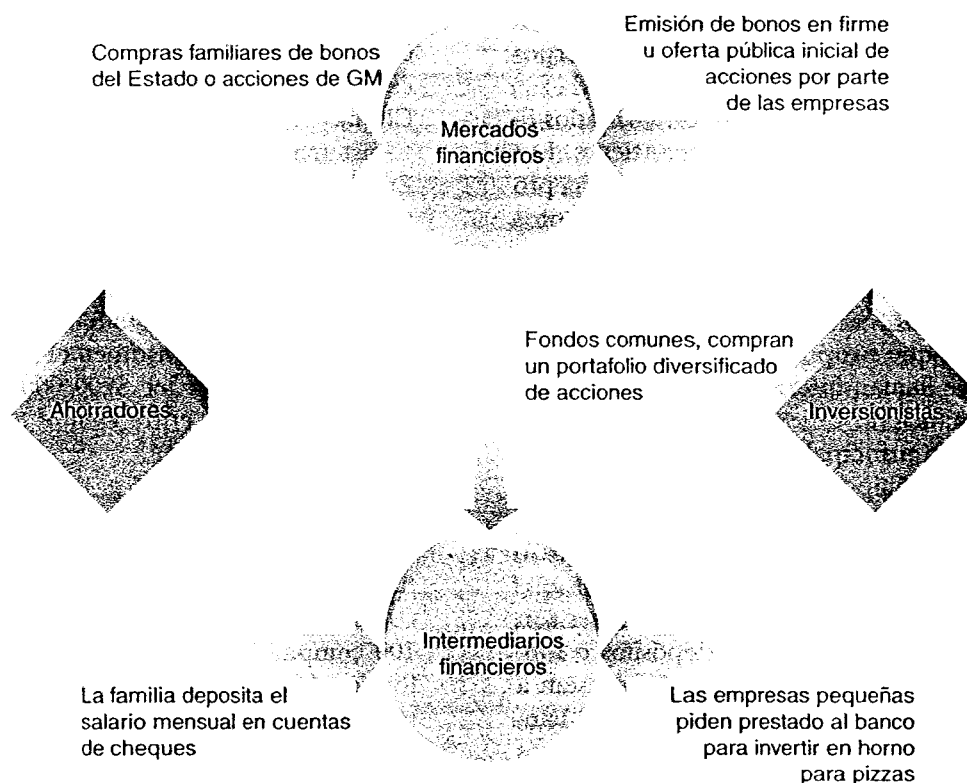 Compras familiares de bonos
del Estado o acciones de GM
Emisión de bonos en firme
u oferta pública inicial de
acciones por parte
de las empresas
Mercados
financieros
Ahorradores
Fondos comunes, compran
un portafolio diversificado
de acciones
Inversionistas
Intermediarios
financieros
La familia deposita el
salario mensual en cuentas
de cheques
Las empresas pequeñas
piden prestado al banco
para invertir en horno
para pizzas